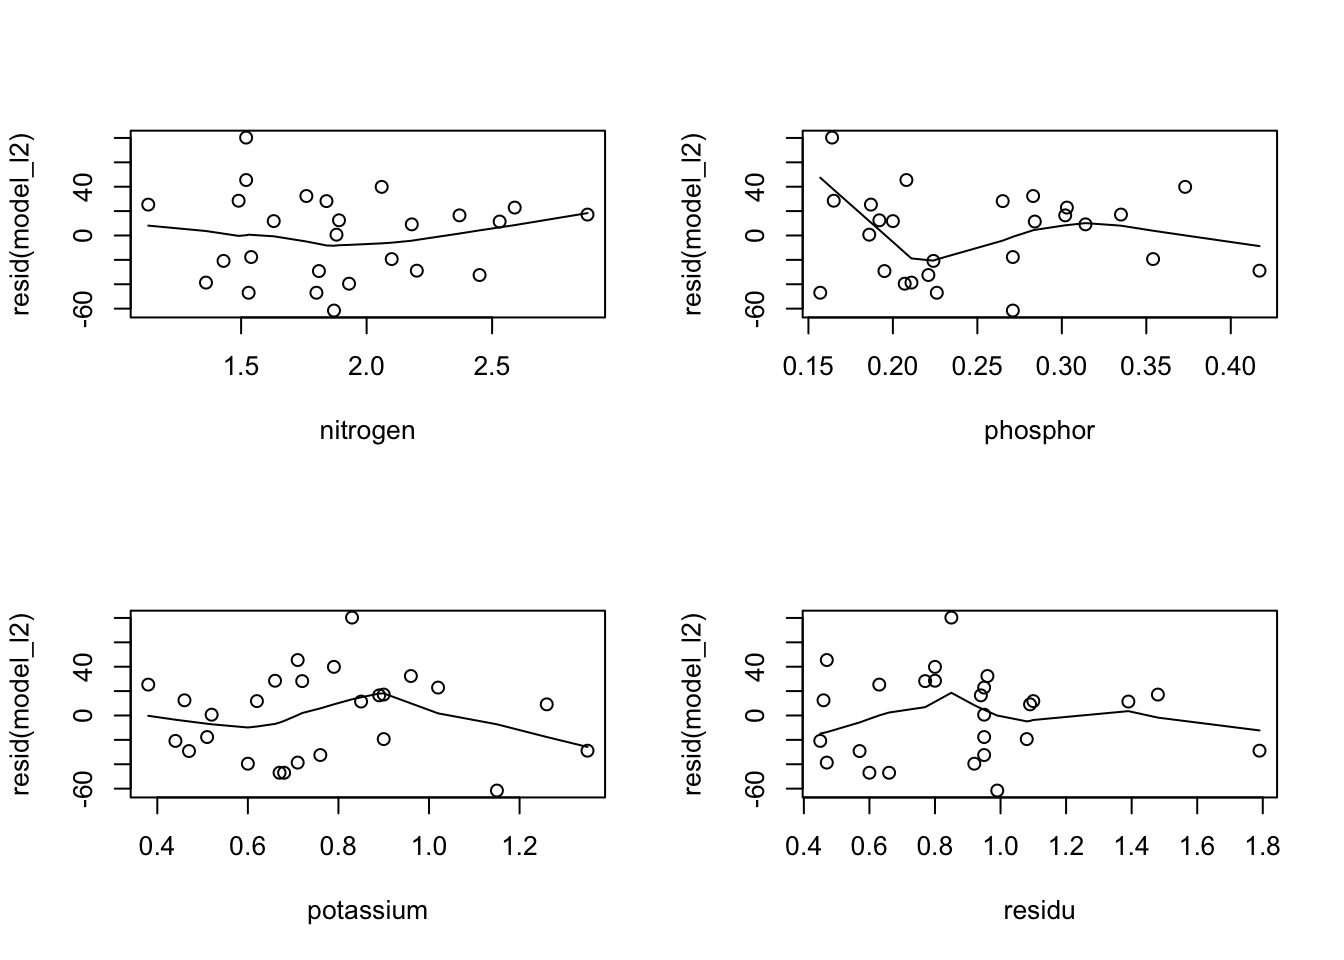 resid(model_l2)
40
0
-60
1.5 2.0 2.5
nitrogen
resid(model_l2)
40
0
-60
0.15 0.20 0.25 0.30 0.35 0.40
phosphor
resid(model_l2)
40
0
-60
0.4 0.6 0.8 1.0 1.2
potassium
resid(model_l2)
40
0
-60
0.4 0.6 0.8 1.0 1.2 1.4 1.6 1.8
residu